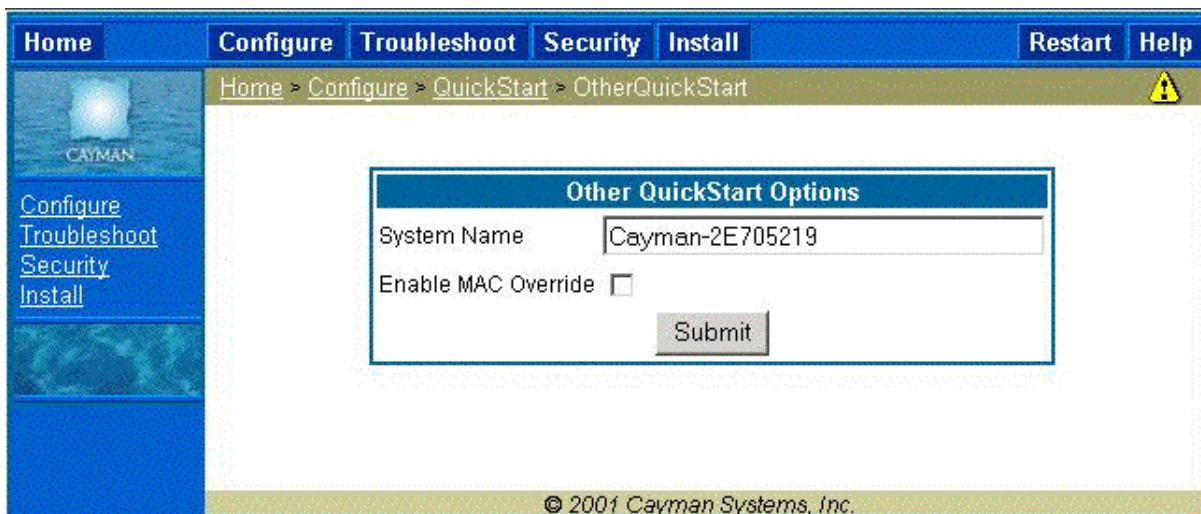 Home Configure Troubleshoot Security Install Restart Help
Home > Configure > QuickStart > OtherQuickStart
CAYMAN
Configure
Troubleshoot
Security
Install
Other QuickStart Options
System Name Cayman-2E705219
Enable MAC Override
Submit
© 2001 Cayman Systems, Inc.